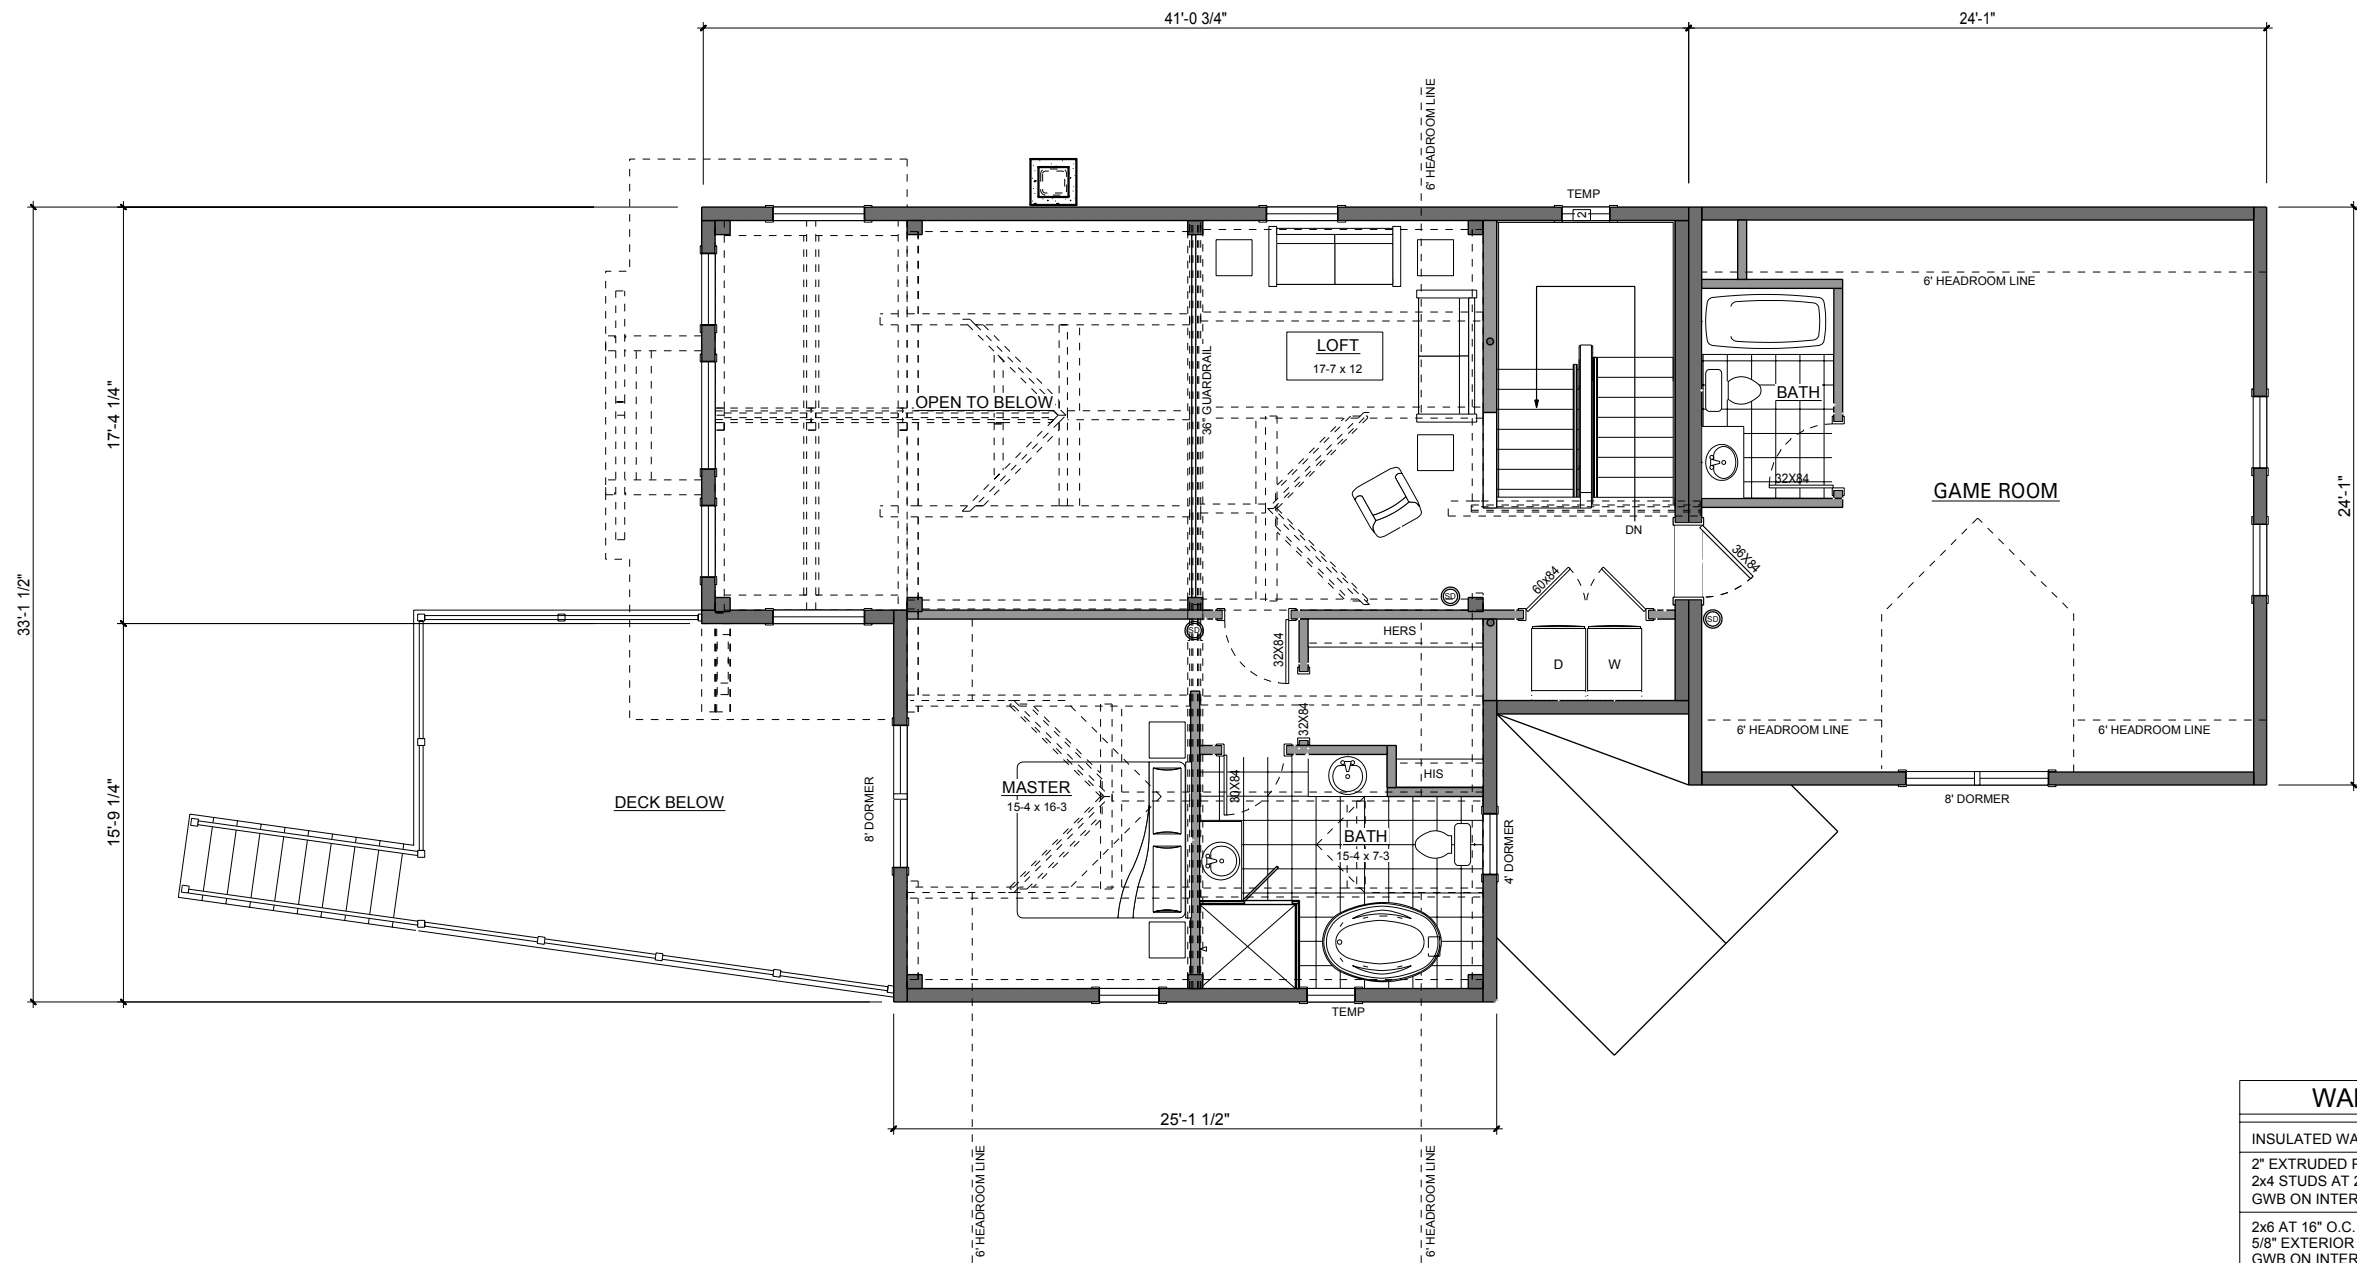 41'-0 3/4"
24'-1"
6' HEADROOM LINE
TEMP
2
6' HEADROOM LINE
33'-1 1/2"
17'-4 1/4"
OPEN TO BELOW
36" GUARDRAIL
LOFT
17-7 x 12
BATH
32X84
GAME ROOM
24'-1"
DN
36X84
60x84
SD
SD
SD
HERS
32X84
D
W
32X84
6' HEADROOM LINE
6' HEADROOM LINE
8' DORMER
15'-9 1/4"
DECK BELOW
8' DORMER
MASTER
15-4 x 16-3
30X84
HIS
BATH
15-4 x 7-3
4' DORMER
TEMP
25'-1 1/2"
6' HEADROOM LINE
6' HEADROOM LINE
INSULATED
2" EXTRUDED
2x4 STUDS AT
GWB ON
2x6 AT 16" O.C.
5/8" EXTERIOR
GWB ON